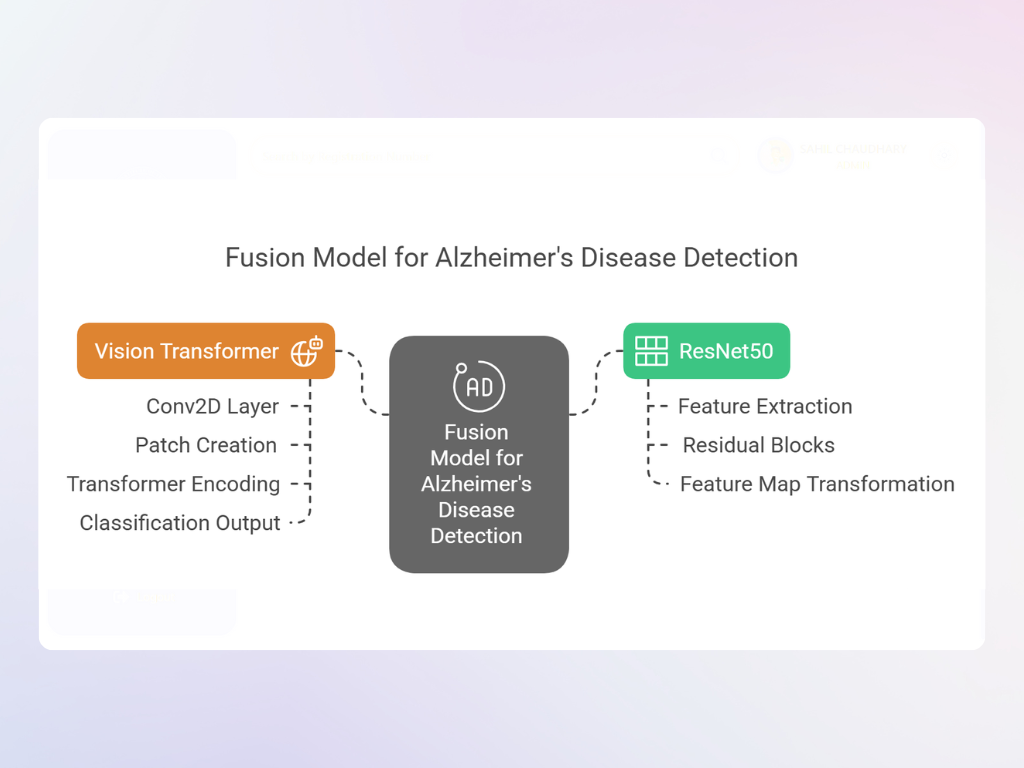 Fusion Model for Alzheimer's Disease Detection
Vision Transformer
Conv2D Layer
Patch Creation
Transformer Encoding
Classification Output
AD
Fusion
Model for
Alzheimer's
Disease
Detection
ResNet50
Feature Extraction
Residual Blocks
Feature Map Transformation